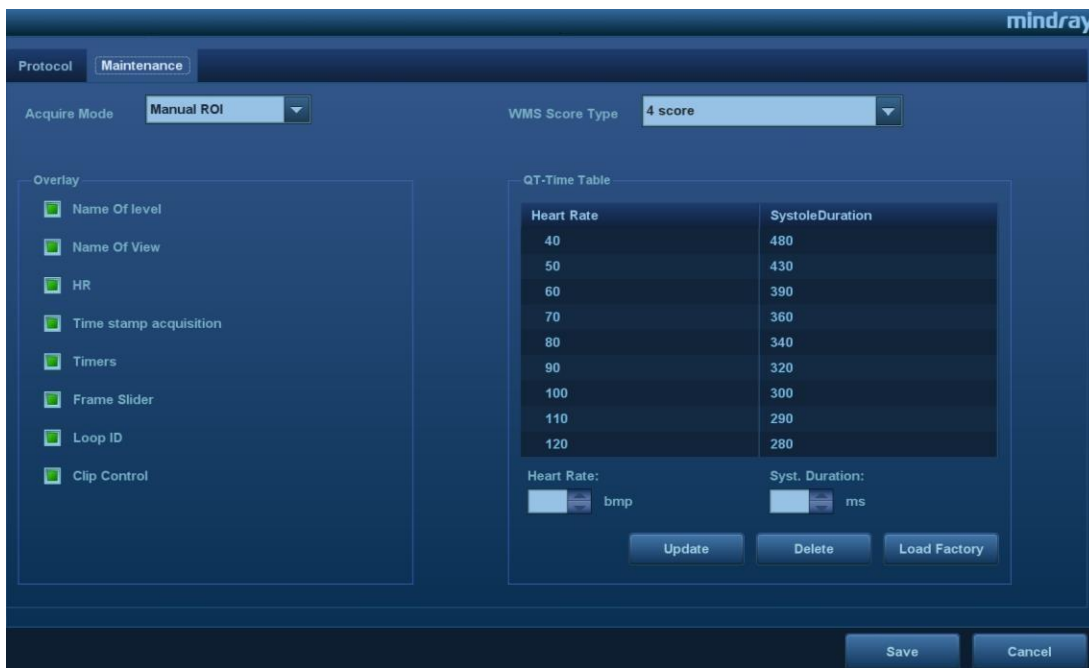 mindray
Protocol Maintenance
Acquire Mode Manual ROI
WMS Score Type 4 score
Overlay
Name Of level
Name Of View
HR
Time stamp acquisition
Timers
Frame Slider
Loop ID
Clip Control
QT-Time Table
Heart Rate SystoleDuration
40 480
50 430
60 390
70 360
80 340
90 320
100 300
110 290
120 280
Heart Rate: Syst. Duration:
bmp ms
Update Delete Load Factory
Save Cancel